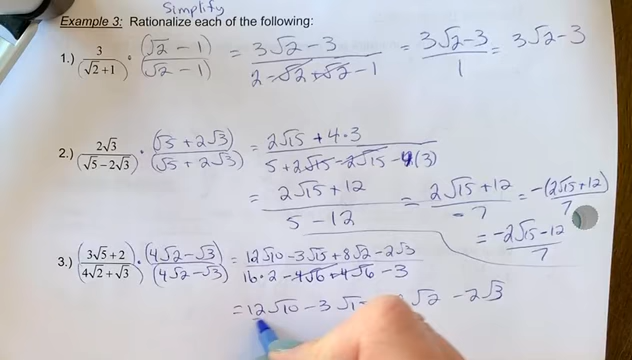 Simplify
Example 3: Rationalize each of the following:
1.) 3/(√2+1) · (√2 − 1)/(√2 − 1) = (3√2 − 3)/(2 − √2 + √2 − 1) = (3√2 − 3)/1 = 3√2 − 3
2.) 2√3/(√5 − 2√3) · (√5 + 2√3)/(√5 + 2√3) = (2√15 + 4·3)/(5 + 2√15 − 2√15 − 4(3))
= (2√15 + 12)/(5 − 12) = (2√15 + 12)/−7 = −(2√15 + 12)/7
= (−2√15 − 12)/7
3.) ((3√5 + 2)/(4√2 + √3)) · (4√2 − √3)/(4√2 − √3) = (12√10 − 3√15 + 8√2 − 2√3)/(16·2 − 4√6 + 4√6 − 3)
= 12√10 − 3√1 √2 − 2√3